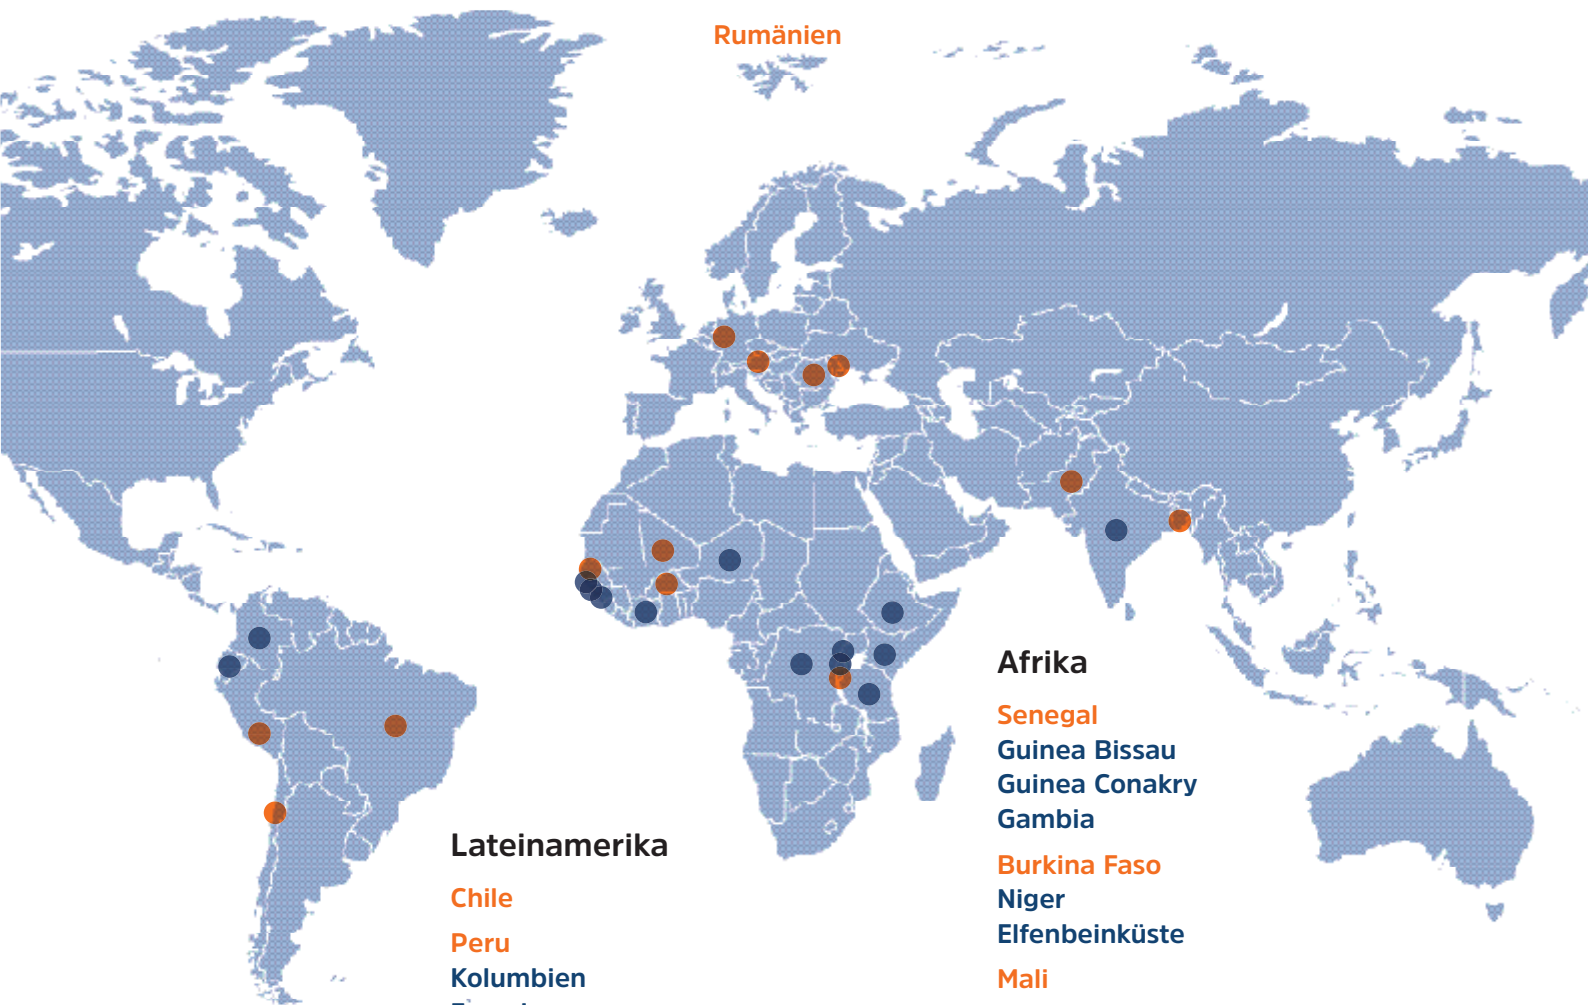 Rumänien
Lateinamerika
Chile
Peru
Kolumbien
Afrika
Senegal
Guinea Bissau
Guinea Conakry
Gambia
Burkina Faso
Niger
Elfenbeinküste
Mali